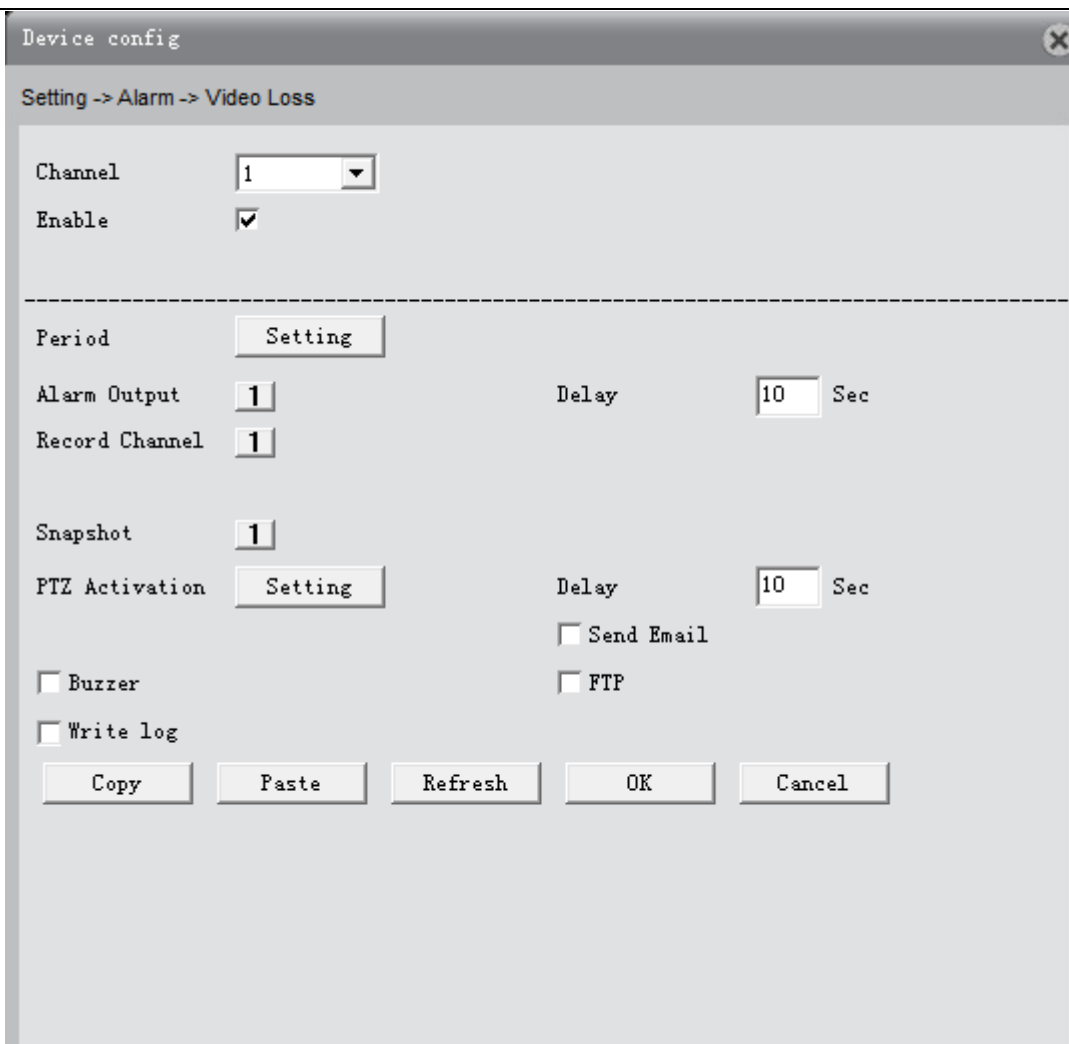 Device config
Setting -> Alarm -> Video Loss
Channel 1
Enable
Period Setting
Alarm Output 1 Delay 10 Sec
Record Channel 1
Snapshot 1
PTZ Activation Setting Delay 10 Sec
Send Email
Buzzer FTP
Write log
Copy Paste Refresh OK Cancel